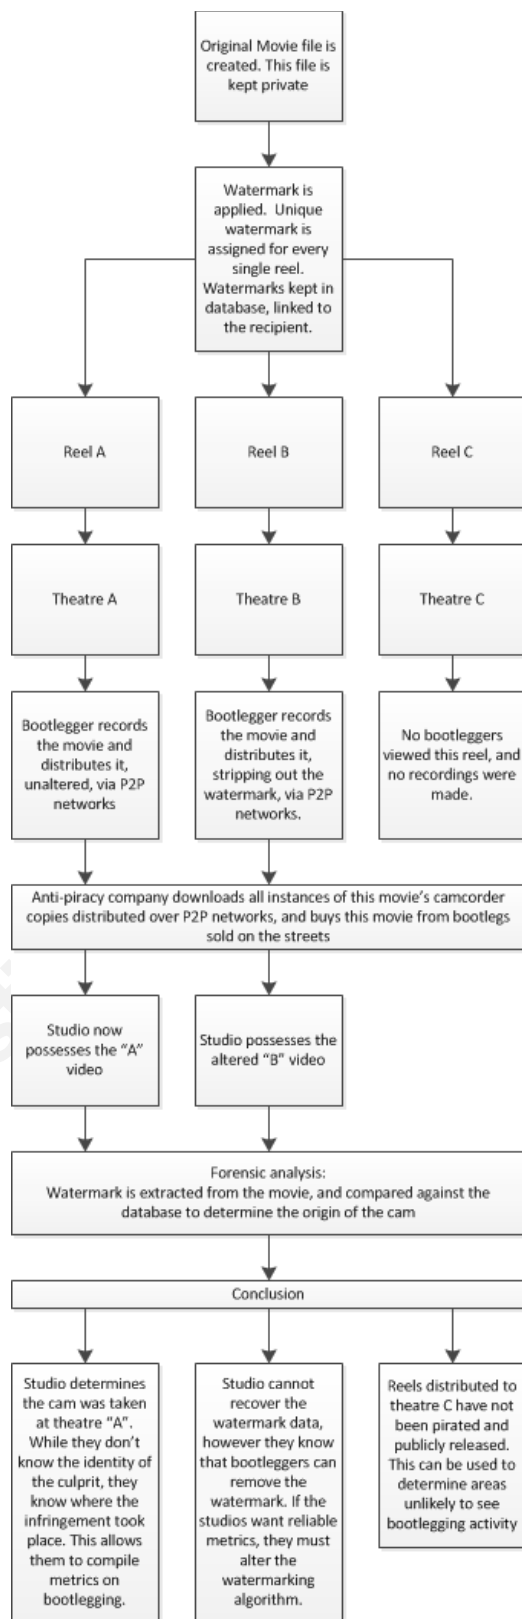 Original Movie file is
created. This file is
kept private
Watermark is
applied.  Unique
watermark is
assigned for every
single reel.
Watermarks kept in
database, linked to
the recipient.
Reel A
Reel B
Reel C
Theatre A
Theatre B
Theatre C
Bootlegger records
the movie and
distributes it,
unaltered, via P2P
networks
Bootlegger records
the movie and
distributes it,
stripping out the
watermark, via P2P
networks.
No bootleggers
viewed this reel, and
no recordings were
made.
Anti-piracy company downloads all instances of this movie's camcorder
copies distributed over P2P networks, and buys this movie from bootlegs
sold on the streets
Studio now
possesses the "A"
video
Studio possesses the
altered "B" video
Forensic analysis:
Watermark is extracted from the movie, and compared against the
database to determine the origin of the cam
Conclusion
Studio determines
the cam was taken
at theatre "A".
While they don't
know the identity of
the culprit, they
know where the
infringement took
place. This allows
them to compile
metrics on
bootlegging.
Studio cannot
recover the
watermark data,
however they know
that bootleggers can
remove the
watermark. If the
studios want reliable
metrics, they must
alter the
watermarking
algorithm.
Reels distributed to
theatre C have not
been pirated and
publicly released.
This can be used to
determine areas
unlikely to see
bootlegging activity